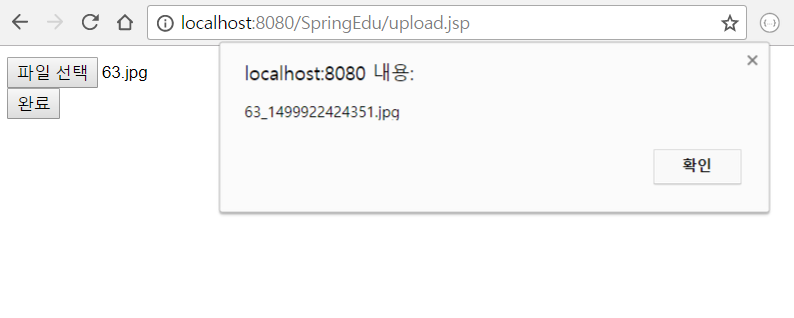 localhost:8080/SpringEdu/upload.jsp
파일 선택 63.jpg
완료
localhost:8080 내용:
63_1499922424351.jpg
확인